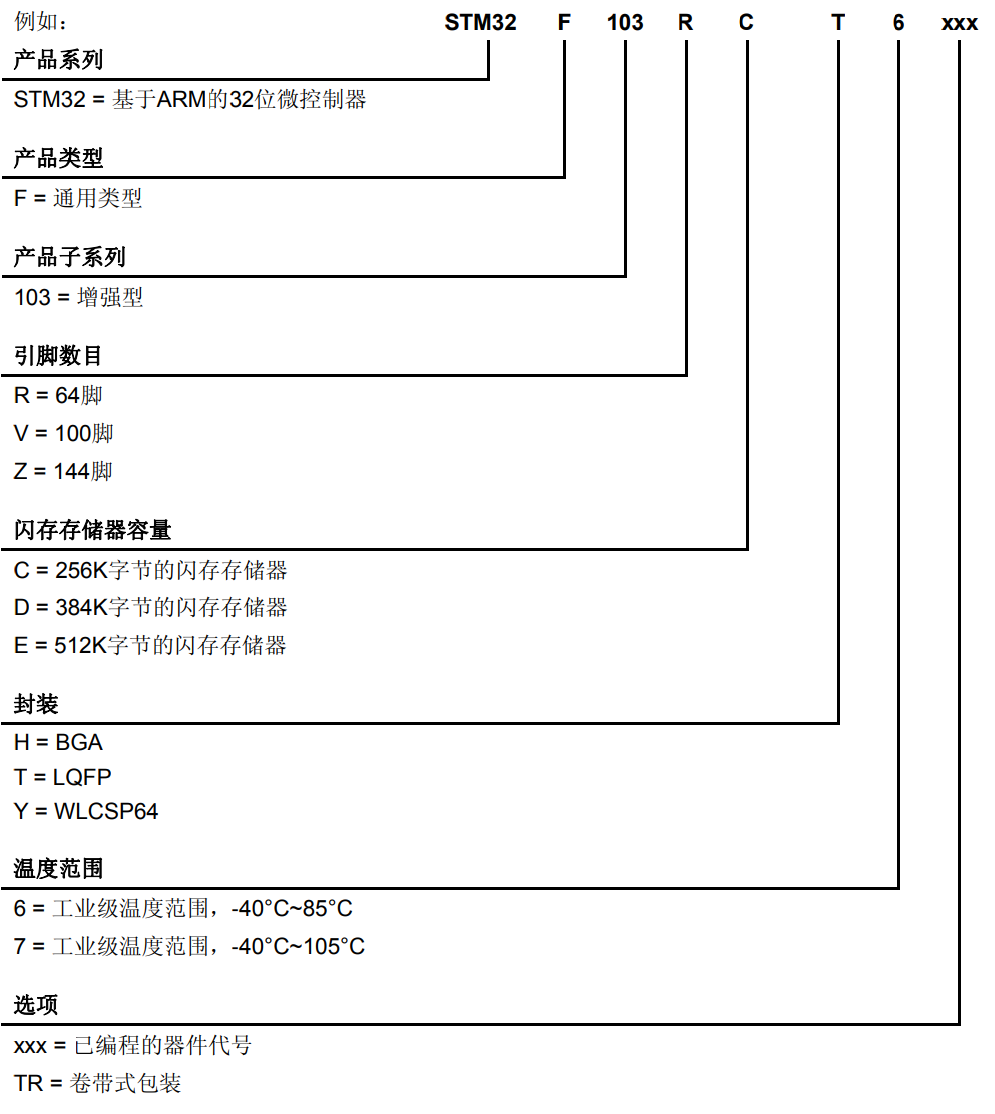 例如: STM32 F 103 R C T 6 xxx
产品系列
STM32 = 基于ARM的32位微控制器
产品类型
F = 通用类型
产品子系列
103 = 增强型
引脚数目
R = 64脚
V = 100脚
Z = 144脚
闪存存储器容量
C = 256K字节的闪存存储器
D = 384K字节的闪存存储器
E = 512K字节的闪存存储器
封装
H = BGA
T = LQFP
Y = WLCSP64
温度范围
6 = 工业级温度范围，-40°C~85°C
7 = 工业级温度范围，-40°C~105°C
选项
xxx = 已编程的器件代号
TR = 卷带式包装